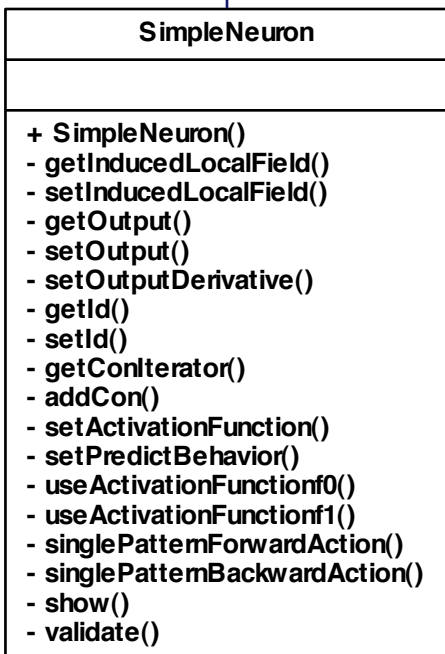 SimpleNeuron
+ SimpleNeuron()
- getInducedLocalField()
- setInducedLocalField()
- getOutput()
- setOutput()
- setOutputDerivative()
- getId()
- setId()
- getConIterator()
- addCon()
- setActivationFunction()
- setPredictBehavior()
- useActivationFunctionf0()
- useActivationFunctionf1()
- singlePatternForwardAction()
- singlePatternBackwardAction()
- show()
- validate()